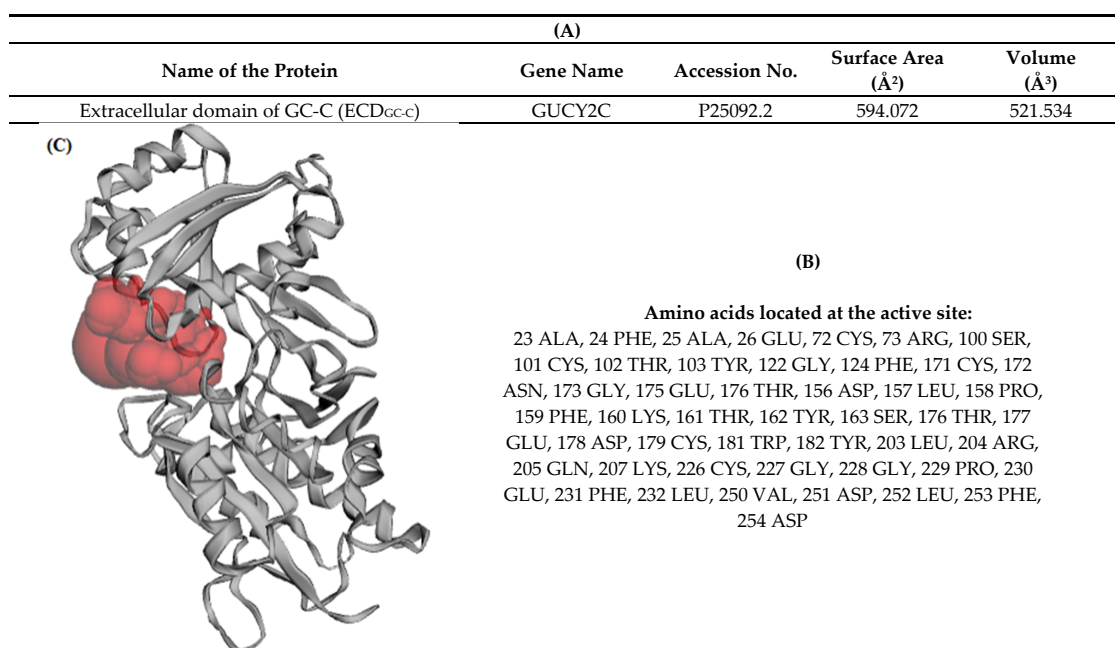 (A)
Name of the Protein Gene Name Accession No. Surface Area (Å²) Volume (Å³)
Extracellular domain of GC-C (ECDGC-C) GUCY2C P25092.2 594.072 521.534
(C)
(B)
Amino acids located at the active site:
23 ALA, 24 PHE, 25 ALA, 26 GLU, 72 CYS, 73 ARG, 100 SER,
101 CYS, 102 THR, 103 TYR, 122 GLY, 124 PHE, 171 CYS, 172
ASN, 173 GLY, 175 GLU, 176 THR, 156 ASP, 157 LEU, 158 PRO,
159 PHE, 160 LYS, 161 THR, 162 TYR, 163 SER, 176 THR, 177
GLU, 178 ASP, 179 CYS, 181 TRP, 182 TYR, 203 LEU, 204 ARG,
205 GLN, 207 LYS, 226 CYS, 227 GLY, 228 GLY, 229 PRO, 230
GLU, 231 PHE, 232 LEU, 250 VAL, 251 ASP, 252 LEU, 253 PHE,
254 ASP